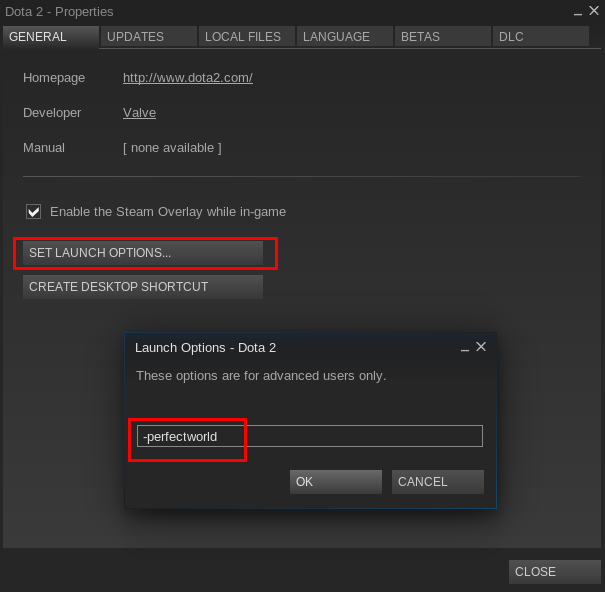 Dota 2 - Properties
GENERAL UPDATES LOCAL FILES LANGUAGE BETAS DLC
Homepage http://www.dota2.com/
Developer Valve
Manual [ none available ]
Enable the Steam Overlay while in-game
SET LAUNCH OPTIONS...
CREATE DESKTOP SHORTCUT
Launch Options - Dota 2
These options are for advanced users only.
-perfectworld
OK CANCEL
CLOSE